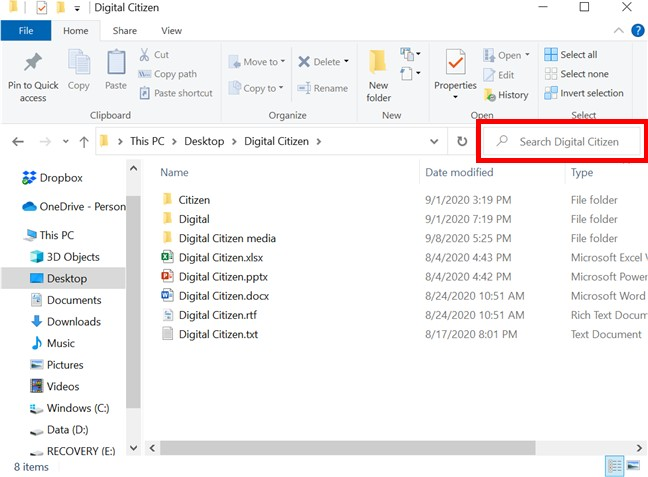 Digital Citizen
File Home Share View
Pin to Quick access
Copy
Paste
Cut
Copy path
Paste shortcut
Move to
Copy to
Delete
Rename
New folder
Properties
Open
Edit
History
Select all
Select none
Invert selection
Clipboard Organize New Open Select
This PC Desktop Digital Citizen Search Digital Citizen
Name Date modified Type
Citizen 9/1/2020 3:19 PM File folder
Digital 9/1/2020 7:19 PM File folder
Digital Citizen media 9/8/2020 5:25 PM File folder
Digital Citizen.xlsx 8/4/2020 4:43 PM Microsoft Excel W
Digital Citizen.pptx 8/4/2020 4:42 PM Microsoft Power
Digital Citizen.docx 8/24/2020 10:51 AM Microsoft Word
Digital Citizen.rtf 8/24/2020 10:51 AM Rich Text Docum
Digital Citizen.txt 8/17/2020 8:01 PM Text Document
Dropbox
OneDrive - Person
This PC
3D Objects
Desktop
Documents
Downloads
Music
Pictures
Videos
Windows (C:)
Data (D:)
RECOVERY (E:)
8 items